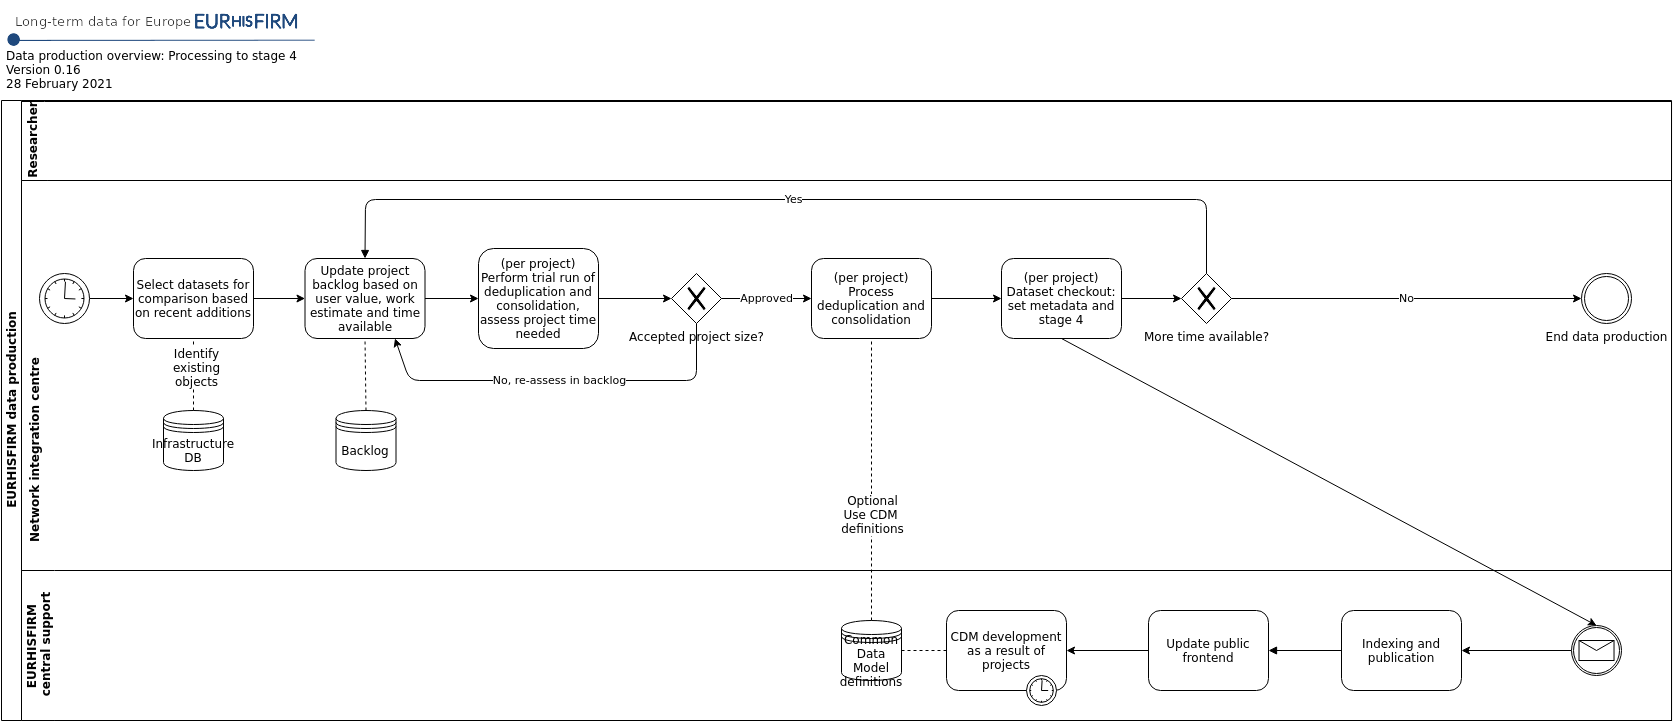 Long-term data for Europe EURHISFIRM
Data production overview: Processing to stage 4
Version 0.16
28 February 2021
EURHISFIRM data production
Researcher
Network integration centre
Yes
Select datasets for
comparison based
on recent additions
Update project
backlog based on
user value, work
estimate and time
available
(per project)
Perform trial run of
deduplication and
consolidation,
assess project time
needed
Accepted project size?
Approved
(per project)
Process
deduplication and
consolidation
(per project)
Dataset checkout:
set metadata and
stage 4
More time available?
No
End data production
Identify
existing
objects
No, re-assess in backlog
Infrastructure
DB
Backlog
Optional
Use CDM
definitions
EURHISFIRM
central support
Common
Data
Model
definitions
CDM development
as a result of
projects
Update public
frontend
Indexing and
publication